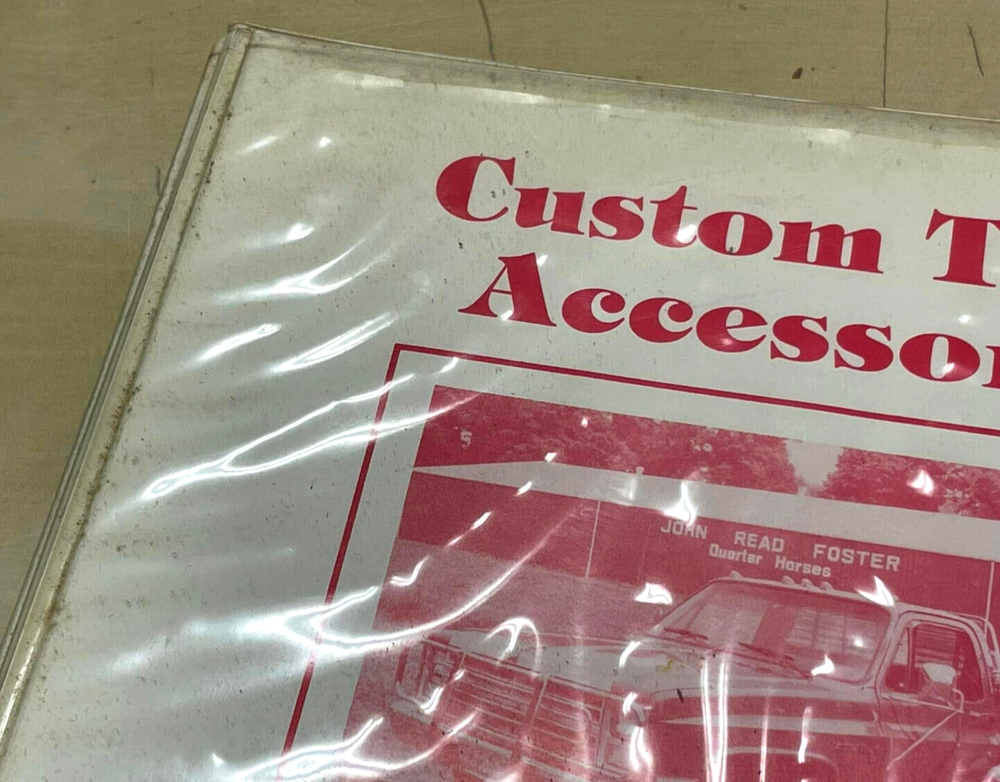 Custom T
Accessor
JOHN READ FOSTER
Quarter Horses